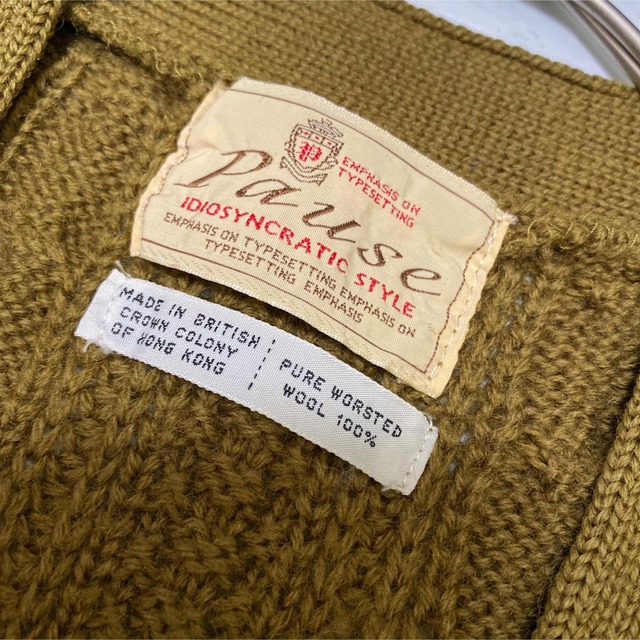 P
EMPHASIS ON
TYPESETTING
Pause
IDIOSYNCRATIC STYLE
EMPHASIS ON TYPESETTING EMPHASIS ON
TYPESETTING EMPHASIS
MADE IN BRITISH
CROWN COLONY
OF HONG KONG
PURE WORSTED
WOOL 100%